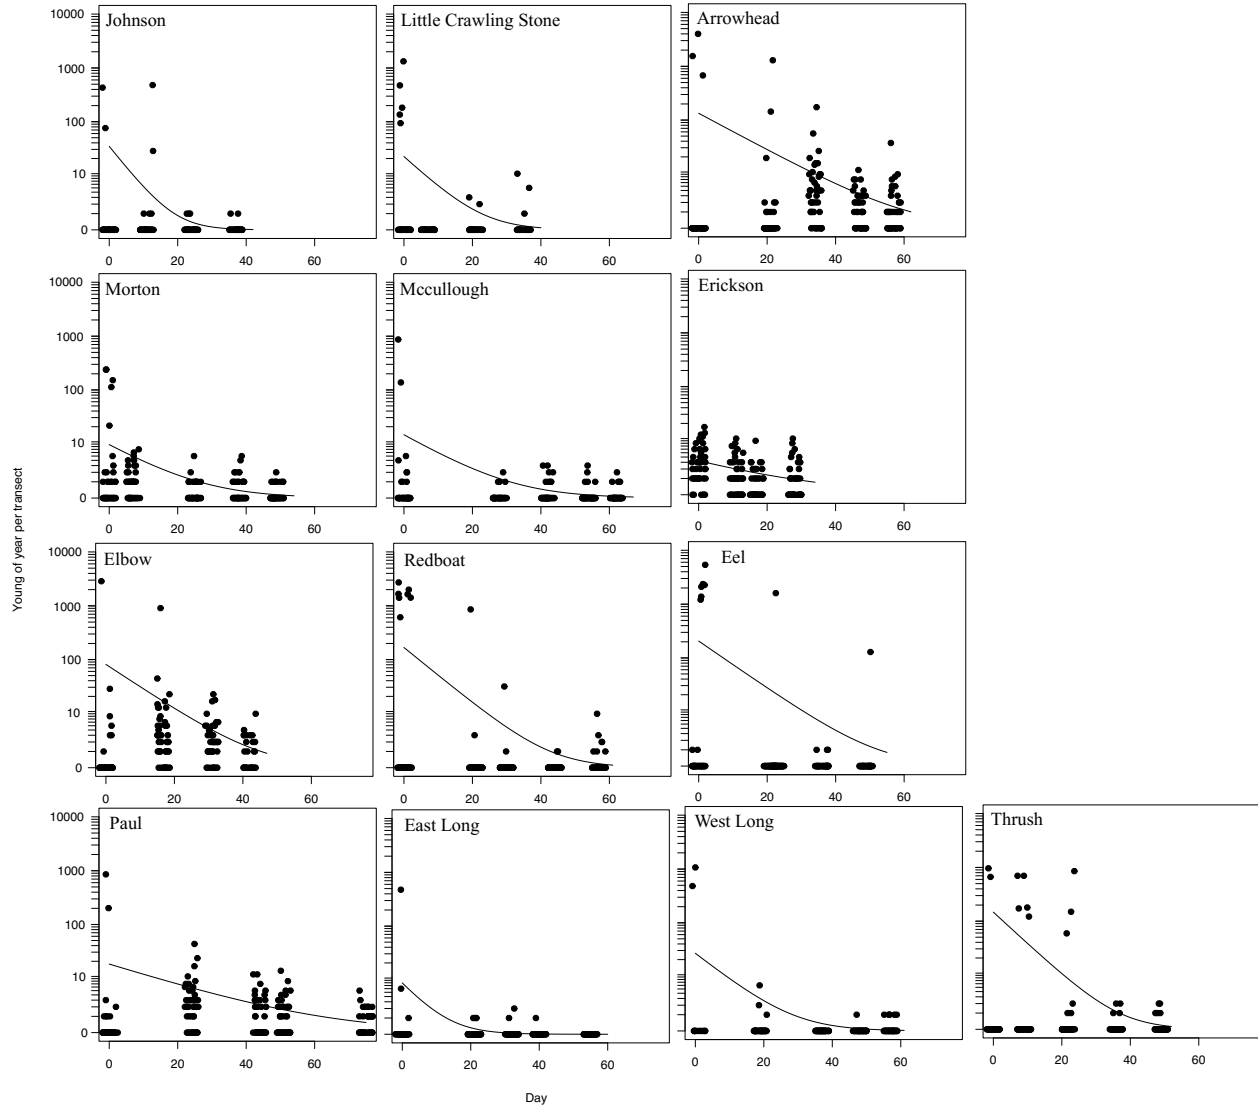 Johnson
Little Crawling Stone
Arrowhead
10000
1000
100
10
0
0 20 40 60
0 20 40 60
0 20 40 60
Morton
Mccullough
Erickson
10000
1000
100
10
0
0 20 40 60
0 20 40 60
0 20 40 60
Elbow
Redboat
Eel
10000
1000
100
10
0
0 20 40 60
0 20 40 60
0 20 40 60
Paul
East Long
West Long
Thrush
10000
1000
100
10
0
0 20 40 60
0 20 40 60
0 20 40 60
0 20 40 60
Young of year per transect
Day